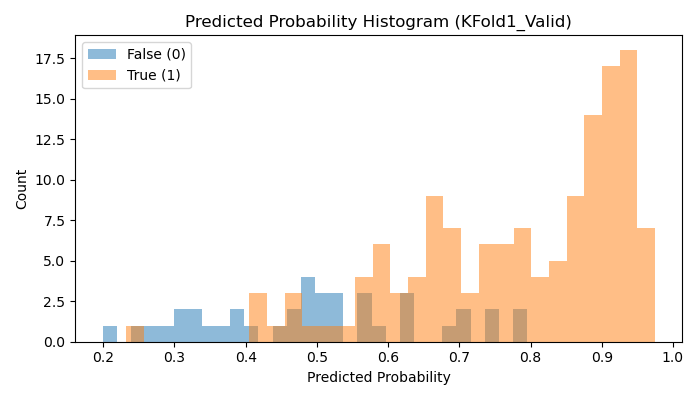 Predicted Probability Histogram (KFold1_Valid)
False (0)
True (1)
17.5
15.0
12.5
10.0
7.5
5.0
2.5
0.0
Count
0.2 0.3 0.4 0.5 0.6 0.7 0.8 0.9 1.0
Predicted Probability